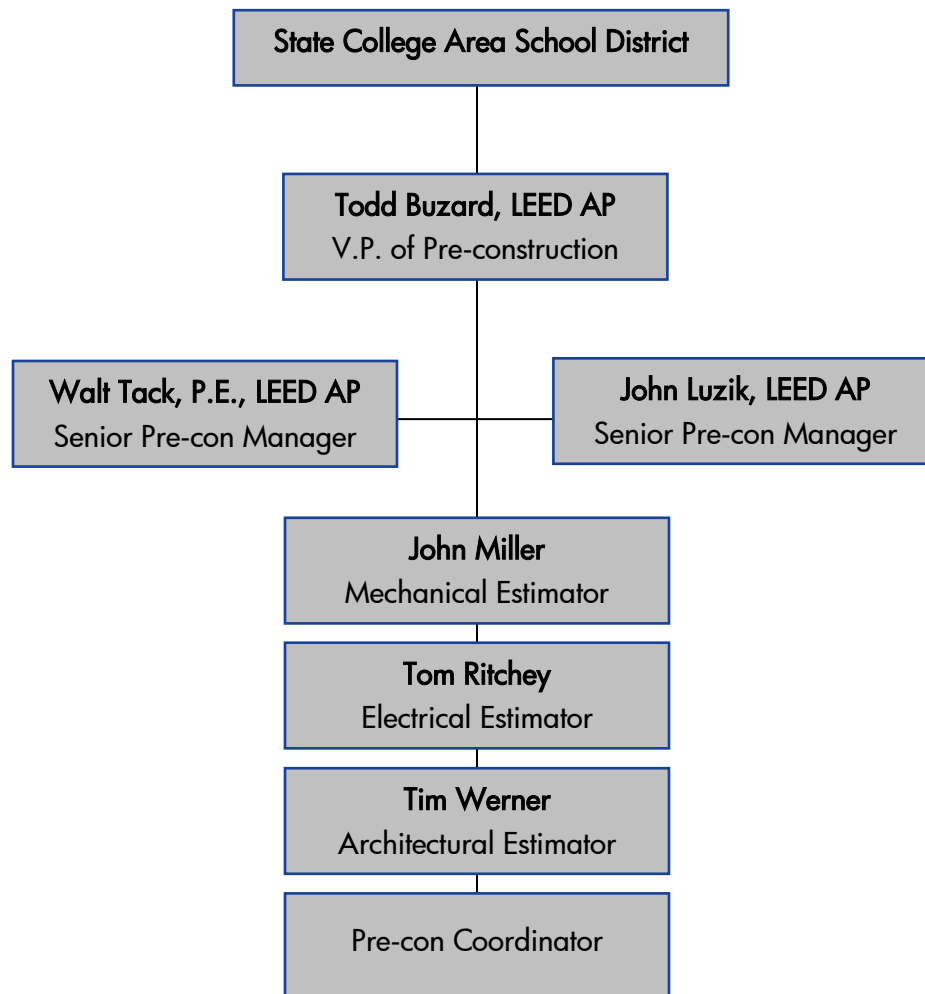 State College Area School District
Todd Buzard, LEED AP
V.P. of Pre-construction
Walt Tack, P.E., LEED AP
Senior Pre-con Manager
John Luzik, LEED AP
Senior Pre-con Manager
John Miller
Mechanical Estimator
Tom Ritchey
Electrical Estimator
Tim Werner
Architectural Estimator
Pre-con Coordinator